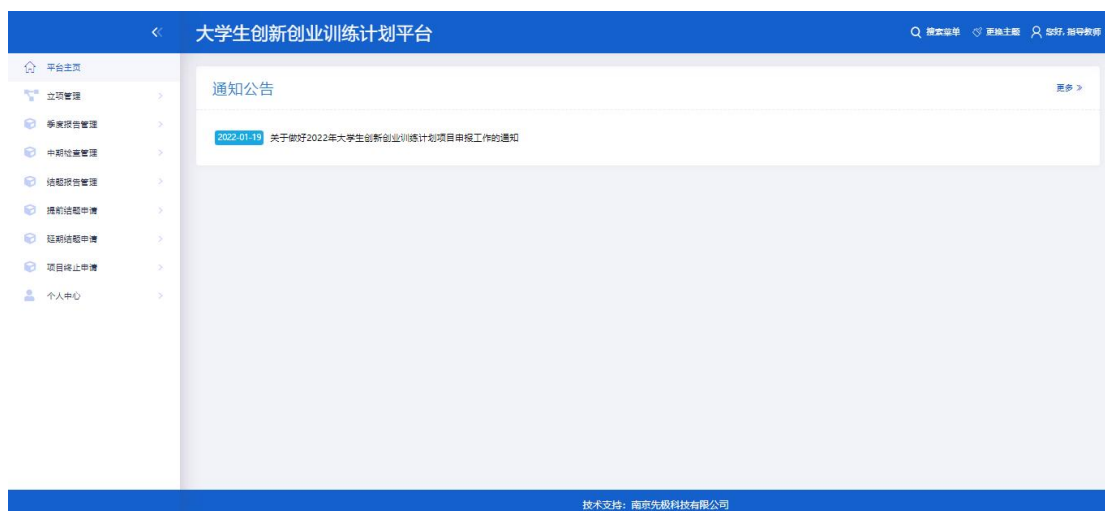 大学生创新创业训练计划平台
搜索菜单 更换主题 您好, 指导教师
平台主页
立项管理
季度报告管理
中期检查管理
结题报告管理
提前结题申请
延期结题申请
项目终止申请
个人中心
通知公告
更多
2022-01-19 关于做好2022年大学生创新创业训练计划项目申报工作的通知
技术支持：南京先极科技有限公司